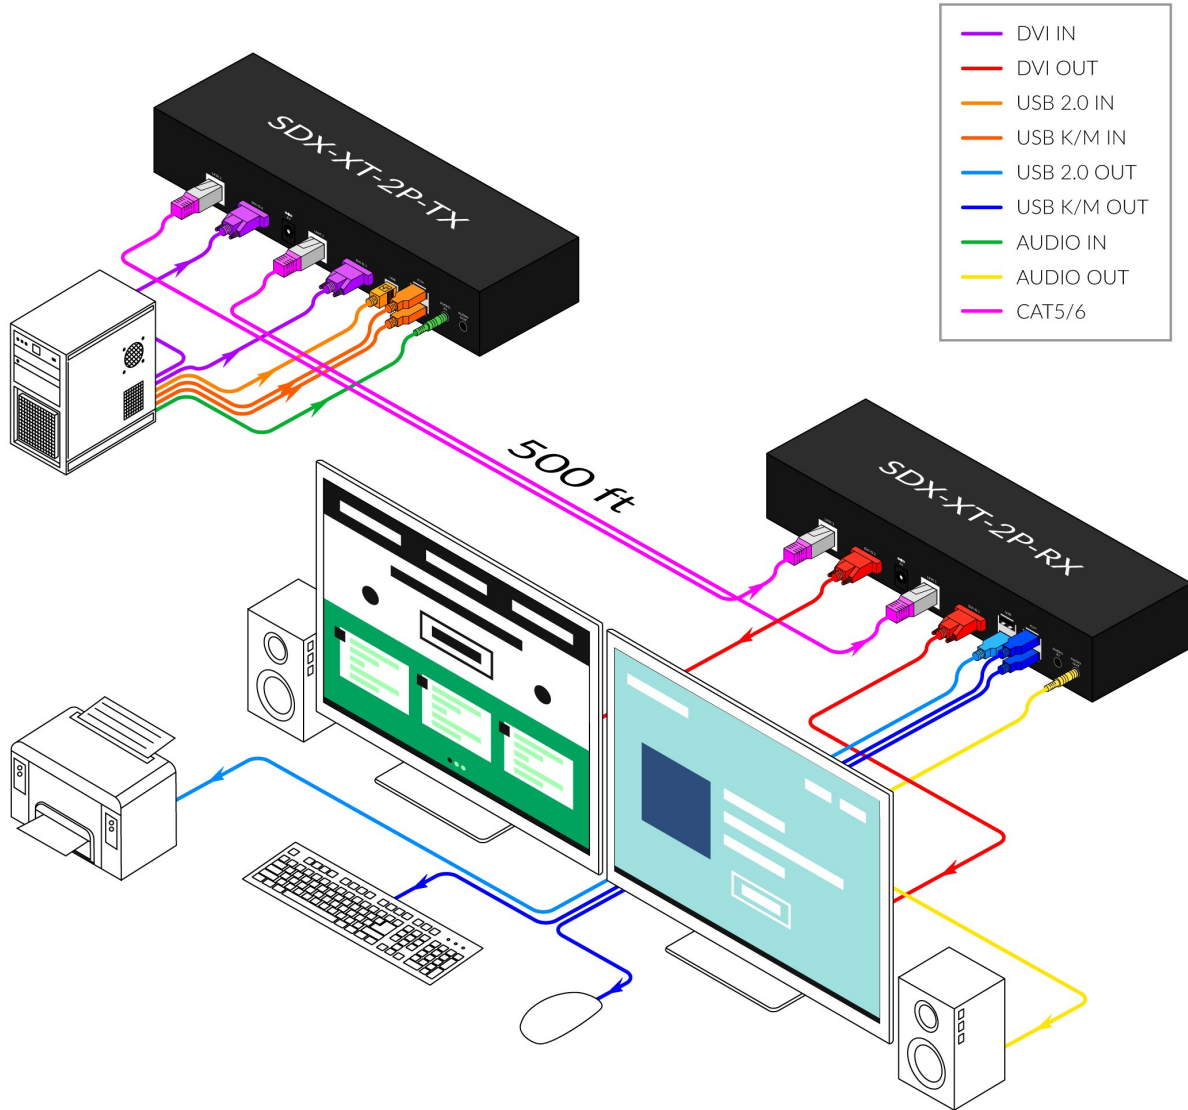 DVI IN
DVI OUT
USB 2.0 IN
USB K/M IN
USB 2.0 OUT
USB K/M OUT
AUDIO IN
AUDIO OUT
CAT5/6
SDX-XT-2P-TX
500 ft
SDX-XT-2P-RX